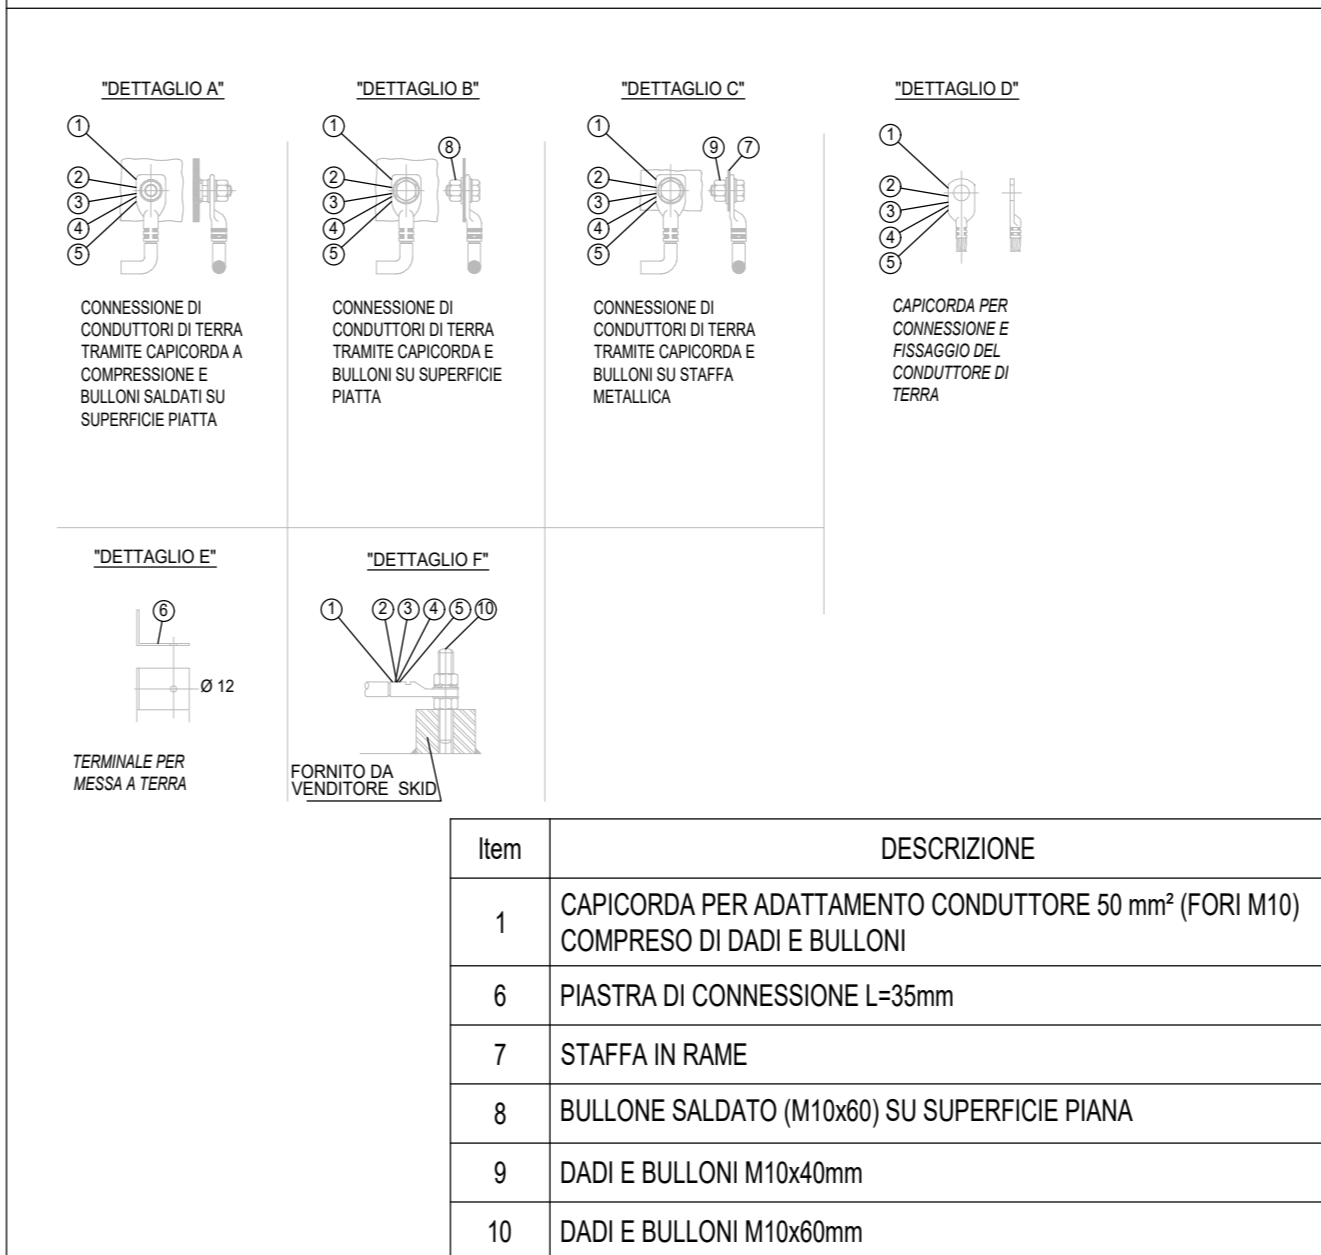 "DETTAGLIO A"
1
2
3
4
5
CONNESSIONE DI
CONDUTTORI DI TERRA
TRAMITE CAPICORDA A
COMPRESSIONE E
BULLONI SALDATI SU
SUPERFICIE PIATTA
"DETTAGLIO B"
1
8
2
3
4
5
CONNESSIONE DI
CONDUTTORI DI TERRA
TRAMITE CAPICORDA E
BULLONI SU SUPERFICIE
PIATTA
"DETTAGLIO C"
1
9 7
2
3
4
5
CONNESSIONE DI
CONDUTTORI DI TERRA
TRAMITE CAPICORDA E
BULLONI SU STAFFA
METALLICA
"DETTAGLIO D"
1
2
3
4
5
CAPICORDA PER
CONNESSIONE E
FISSAGGIO DEL
CONDUTTORE DI
TERRA
"DETTAGLIO E"
6
Ø 12
TERMINALE PER
MESSA A TERRA
"DETTAGLIO F"
1 2 3 4 5 10
FORNITO DA
VENDITORE SKID
Item DESCRIZIONE
1 CAPICORDA PER ADATTAMENTO CONDUTTORE 50 mm² (FORI M10)
COMPRESO DI DADI E BULLONI
6 PIASTRA DI CONNESSIONE L=35mm
7 STAFFA IN RAME
8 BULLONE SALDATO (M10x60) SU SUPERFICIE PIANA
9 DADI E BULLONI M10x40mm
10 DADI E BULLONI M10x60mm